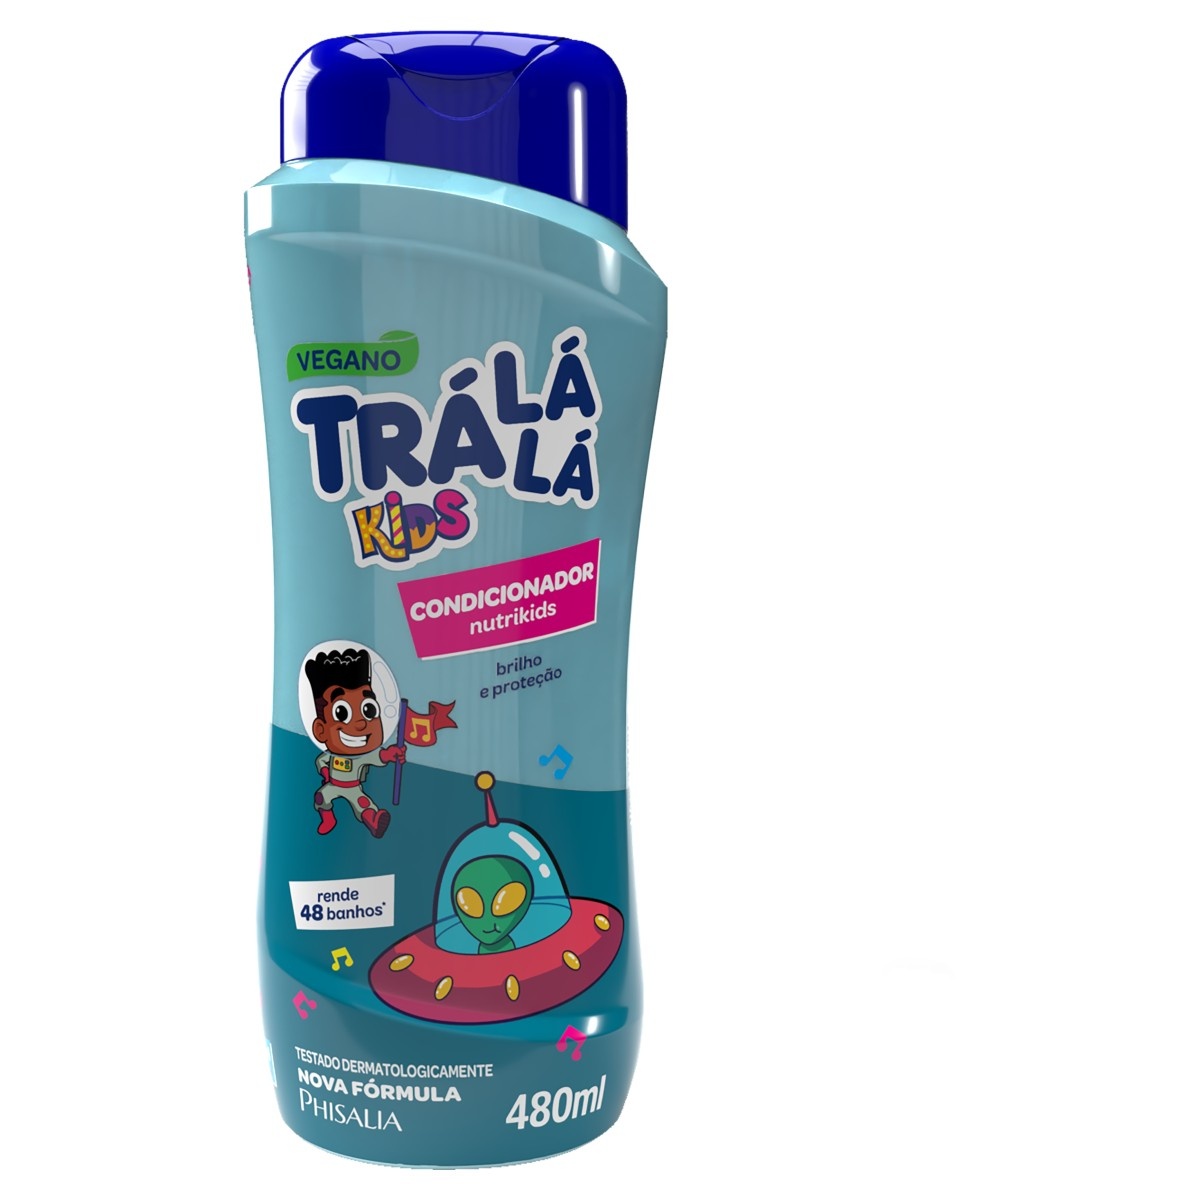 VEGANO
TRÁLÁ
LÁ
KIDS
CONDICIONADOR
nutrikids
brilho
e proteção
rende
48 banhos*
TESTADO DERMATOLOGICAMENTE
NOVA FÓRMULA
PHISALIA
480ml